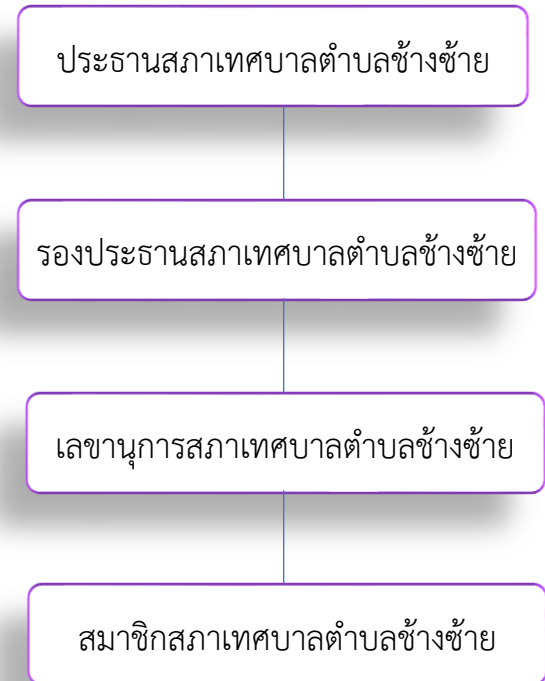 ประธานสภาเทศบาลตำบลช้างซ้าย
รองประธานสภาเทศบาลตำบลช้างซ้าย
เลขานุการสภาเทศบาลตำบลช้างซ้าย
สมาชิกสภาเทศบาลตำบลช้างซ้าย